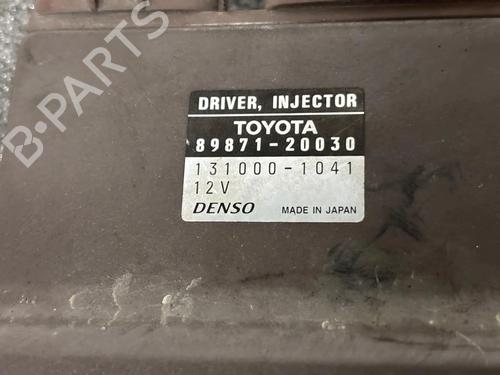 DRIVER, INJECTOR
TOYOTA
89871-20030
131000-1041
12V
DENSO MADE IN JAPAN
B-PARTS